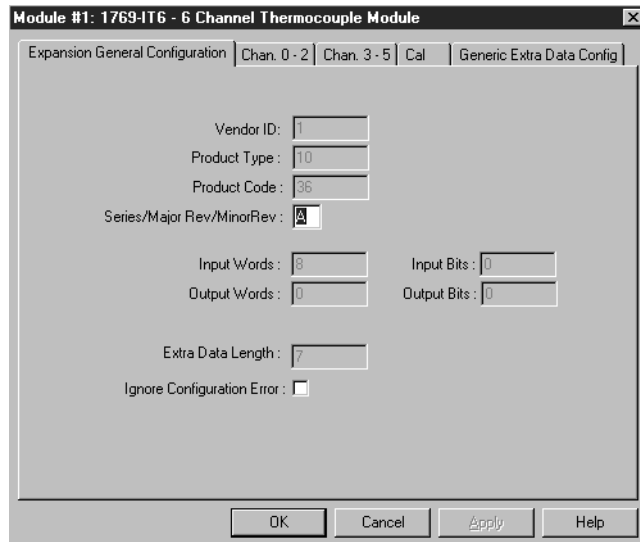 Module #1: 1769-IT6 - 6 Channel Thermocouple Module
Expansion General Configuration Chan. 0 - 2 Chan. 3 - 5 Cal Generic Extra Data Config
Vendor ID: 1
Product Type : 10
Product Code : 36
Series/Major Rev/MinorRev : A
Input Words : 8 Input Bits : 0
Output Words : 0 Output Bits : 0
Extra Data Length : 7
Ignore Configuration Error :
OK Cancel Apply Help